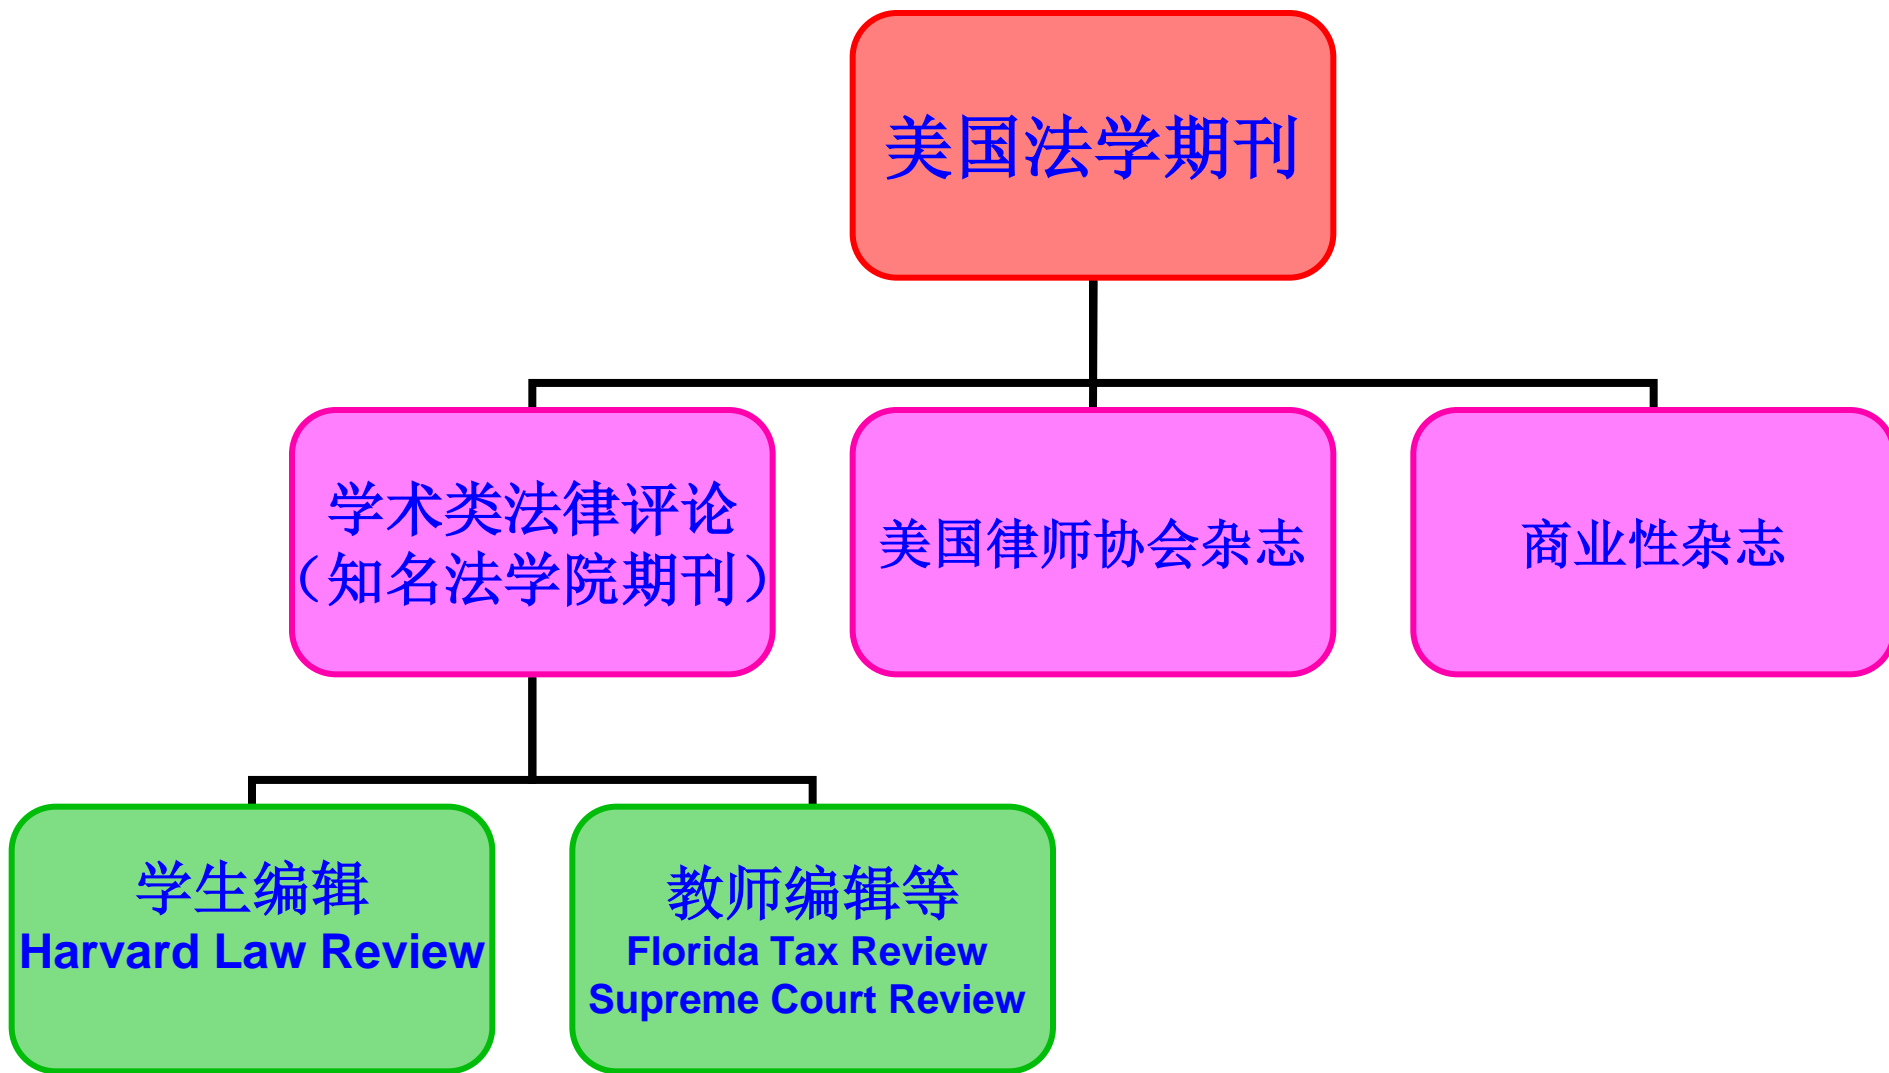 美国法学期刊
学术类法律评论
（知名法学院期刊）
美国律师协会杂志
商业性杂志
学生编辑
Harvard Law Review
教师编辑等
Florida Tax Review
Supreme Court Review